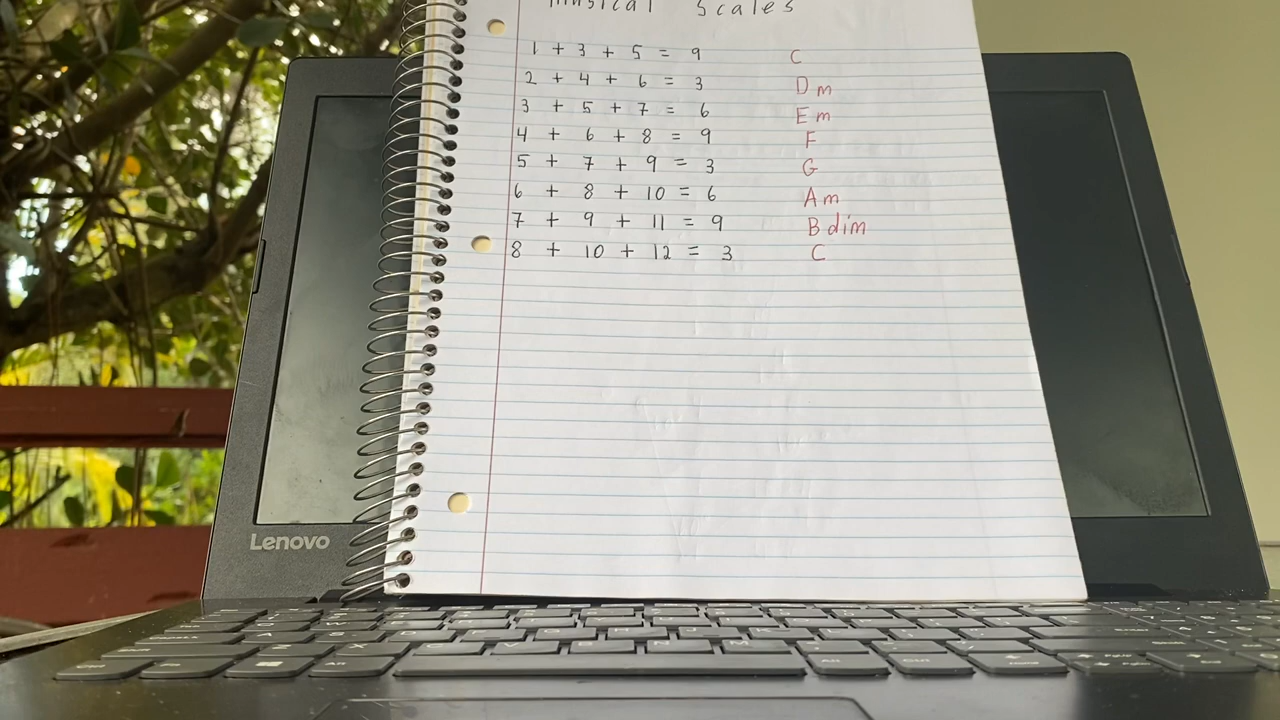 Musical Scales
1 + 3 + 5 = 9 C
2 + 4 + 6 = 3 Dm
3 + 5 + 7 = 6 Em
4 + 6 + 8 = 9 F
5 + 7 + 9 = 3 G
6 + 8 + 10 = 6 Am
7 + 9 + 11 = 9 Bdim
8 + 10 + 12 = 3 C
Lenovo